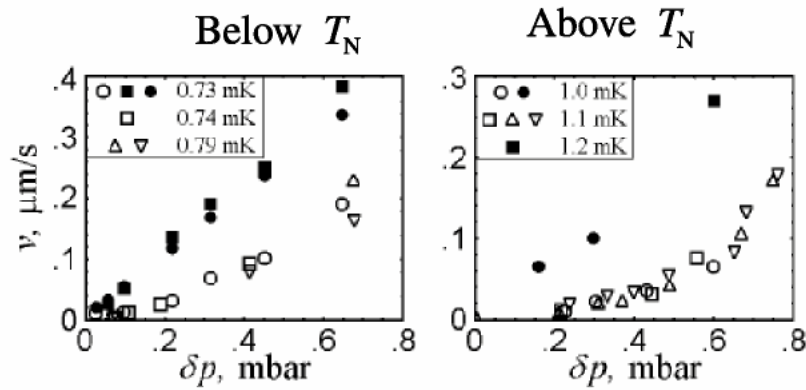 Below T_N
Above T_N
.4
.3
.2
.1
0
0.73 mK
0.74 mK
0.79 mK
v, μm/s
0 .2 .4 .6 .8
δp, mbar
.3
.2
.1
0
1.0 mK
1.1 mK
1.2 mK
0 .2 .4 .6 .8
δp, mbar